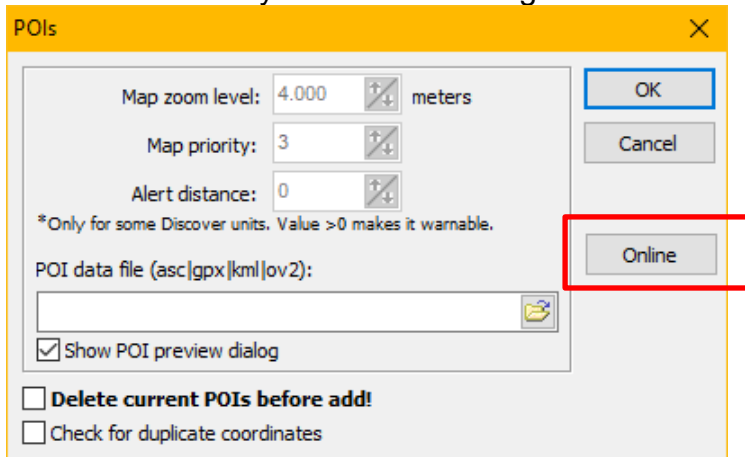 POIs
Map zoom level: 4.000 meters
OK
Map priority: 3
Cancel
Alert distance: 0
*Only for some Discover units. Value >0 makes it warnable.
Online
POI data file (asc|gpx|kml|ov2):
Show POI preview dialog
Delete current POIs before add!
Check for duplicate coordinates